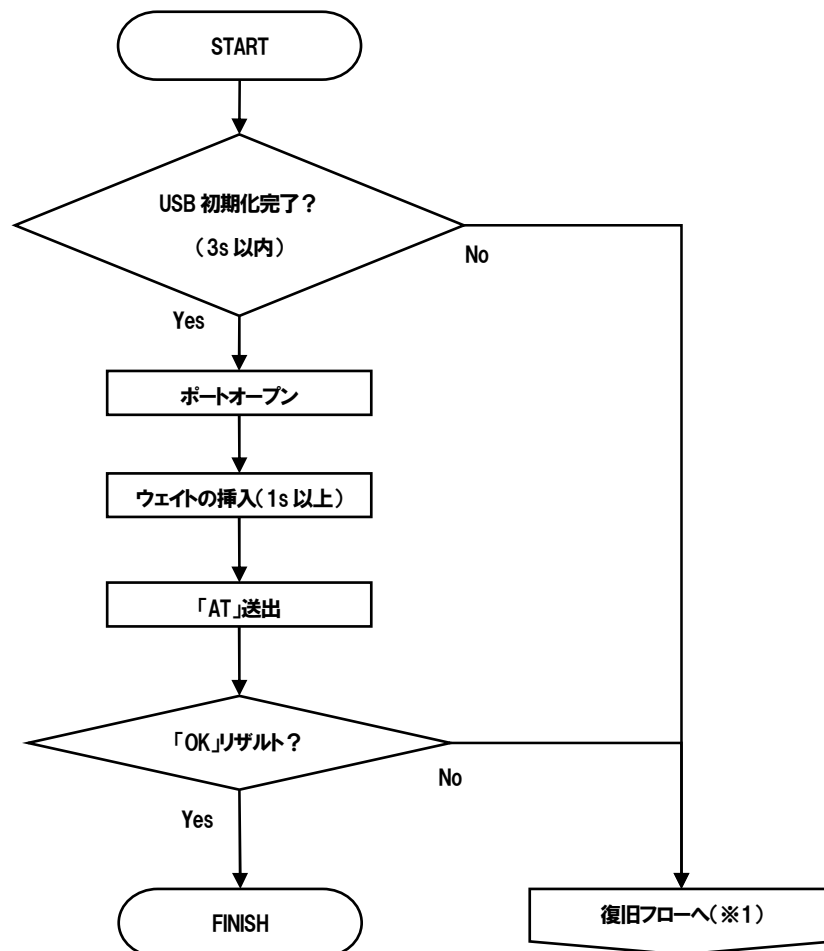 START
USB 初期化完了?
(3s 以内)
No
Yes
ポートオープン
ウェイトの挿入(1s 以上)
「AT」送出
「OK」リザルト?
No
Yes
FINISH
復旧フローへ(※1)